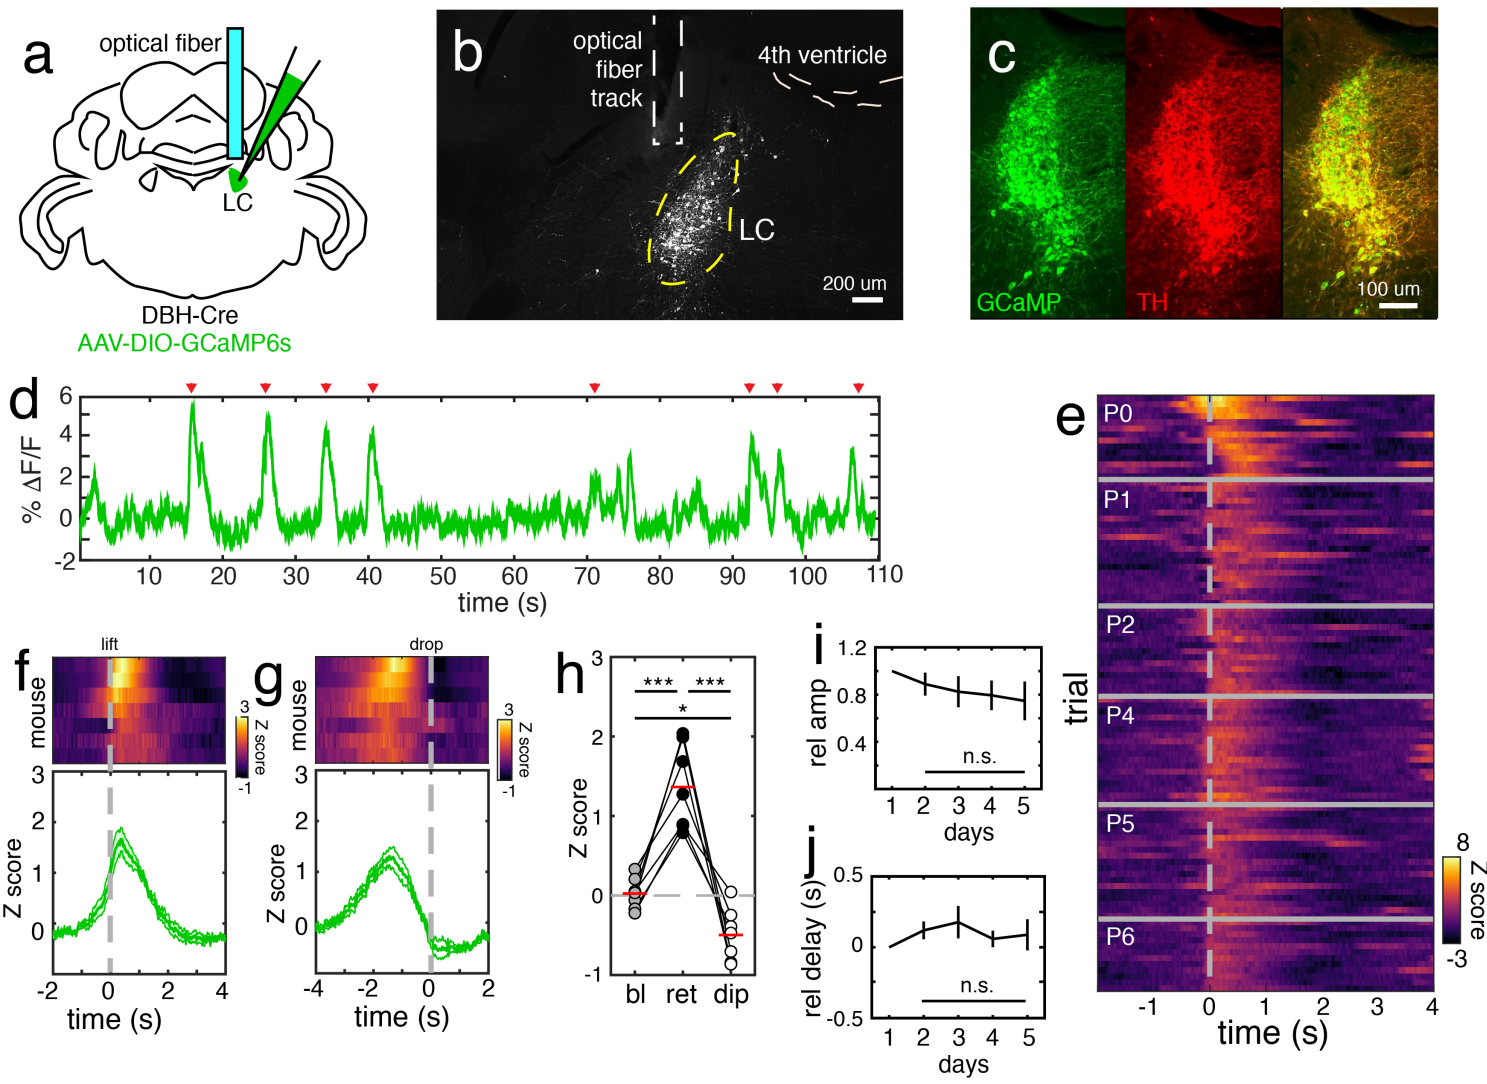 a
optical fiber
LC
DBH-Cre
AAV-DIO-GCaMP6s
b
optical
fiber
track
4th ventricle
LC
200 um
c
GCaMP
TH
100 um
d
% ΔF/F
6
4
2
0
-2
10 20 30 40 50 60 70 80 90 100 110
time (s)
e
trial
P0
P1
P2
P4
P5
P6
8
Z score
-3
-1 0 1 2 3 4
time (s)
f
lift
mouse
3
Z score
-1
Z score
3
2
1
0
-2 0 2 4
time (s)
g
drop
mouse
3
Z score
-1
Z score
3
2
1
0
-4 -2 0 2
time (s)
h
Z score
3
2
1
0
-1
*** ***
*
bl ret dip
i
rel amp
1.2
0.8
0.4
n.s.
1 2 3 4 5
days
j
rel delay (s)
0.5
0
-0.5
n.s.
1 2 3 4 5
days